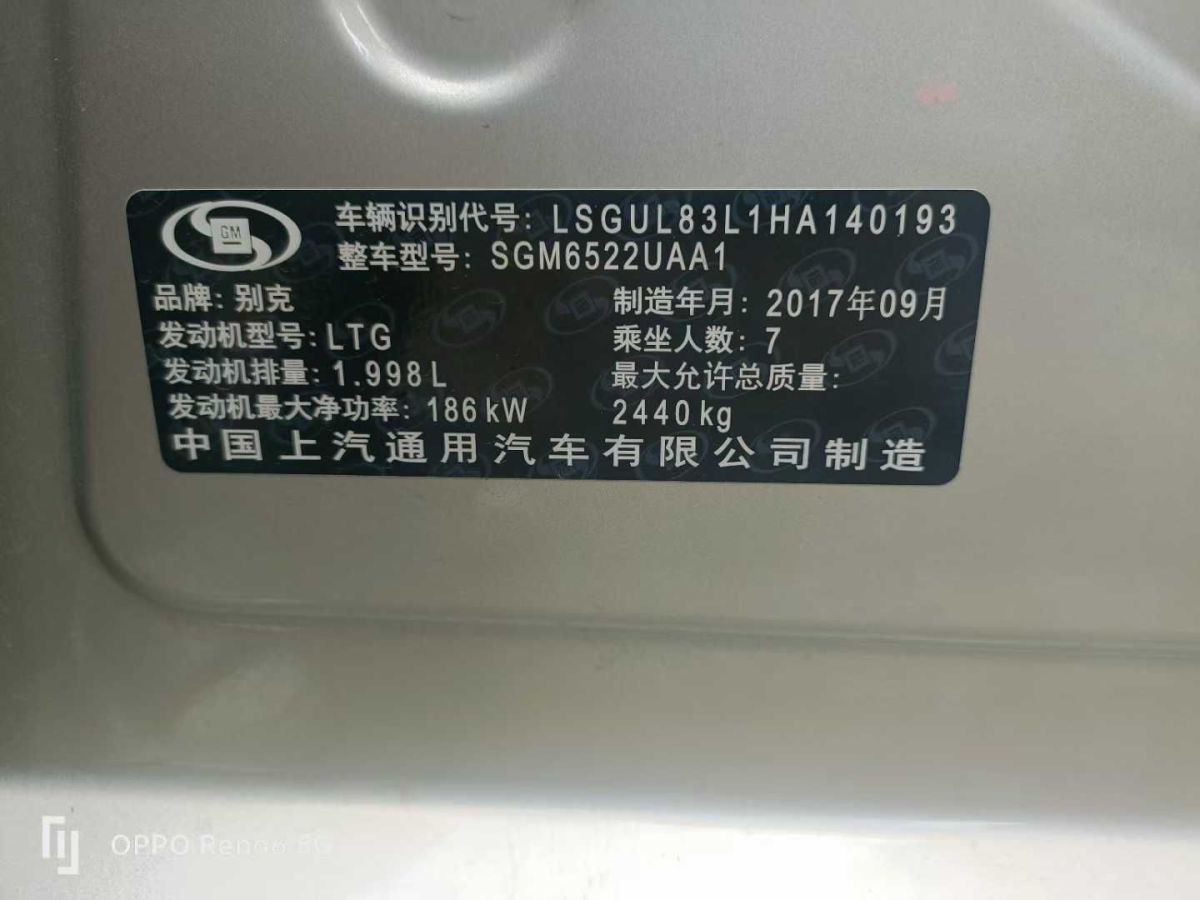 GM
车辆识别代号: LSGUL83L1HA140193
整车型号: SGM6522UAA1
品牌: 别克
制造年月: 2017年09月
发动机型号: LTG
乘坐人数: 7
发动机排量: 1.998L
最大允许总质量:
发动机最大净功率: 186kW
2440kg
中国上汽通用汽车有限公司制造
OPPO Reno6 5G